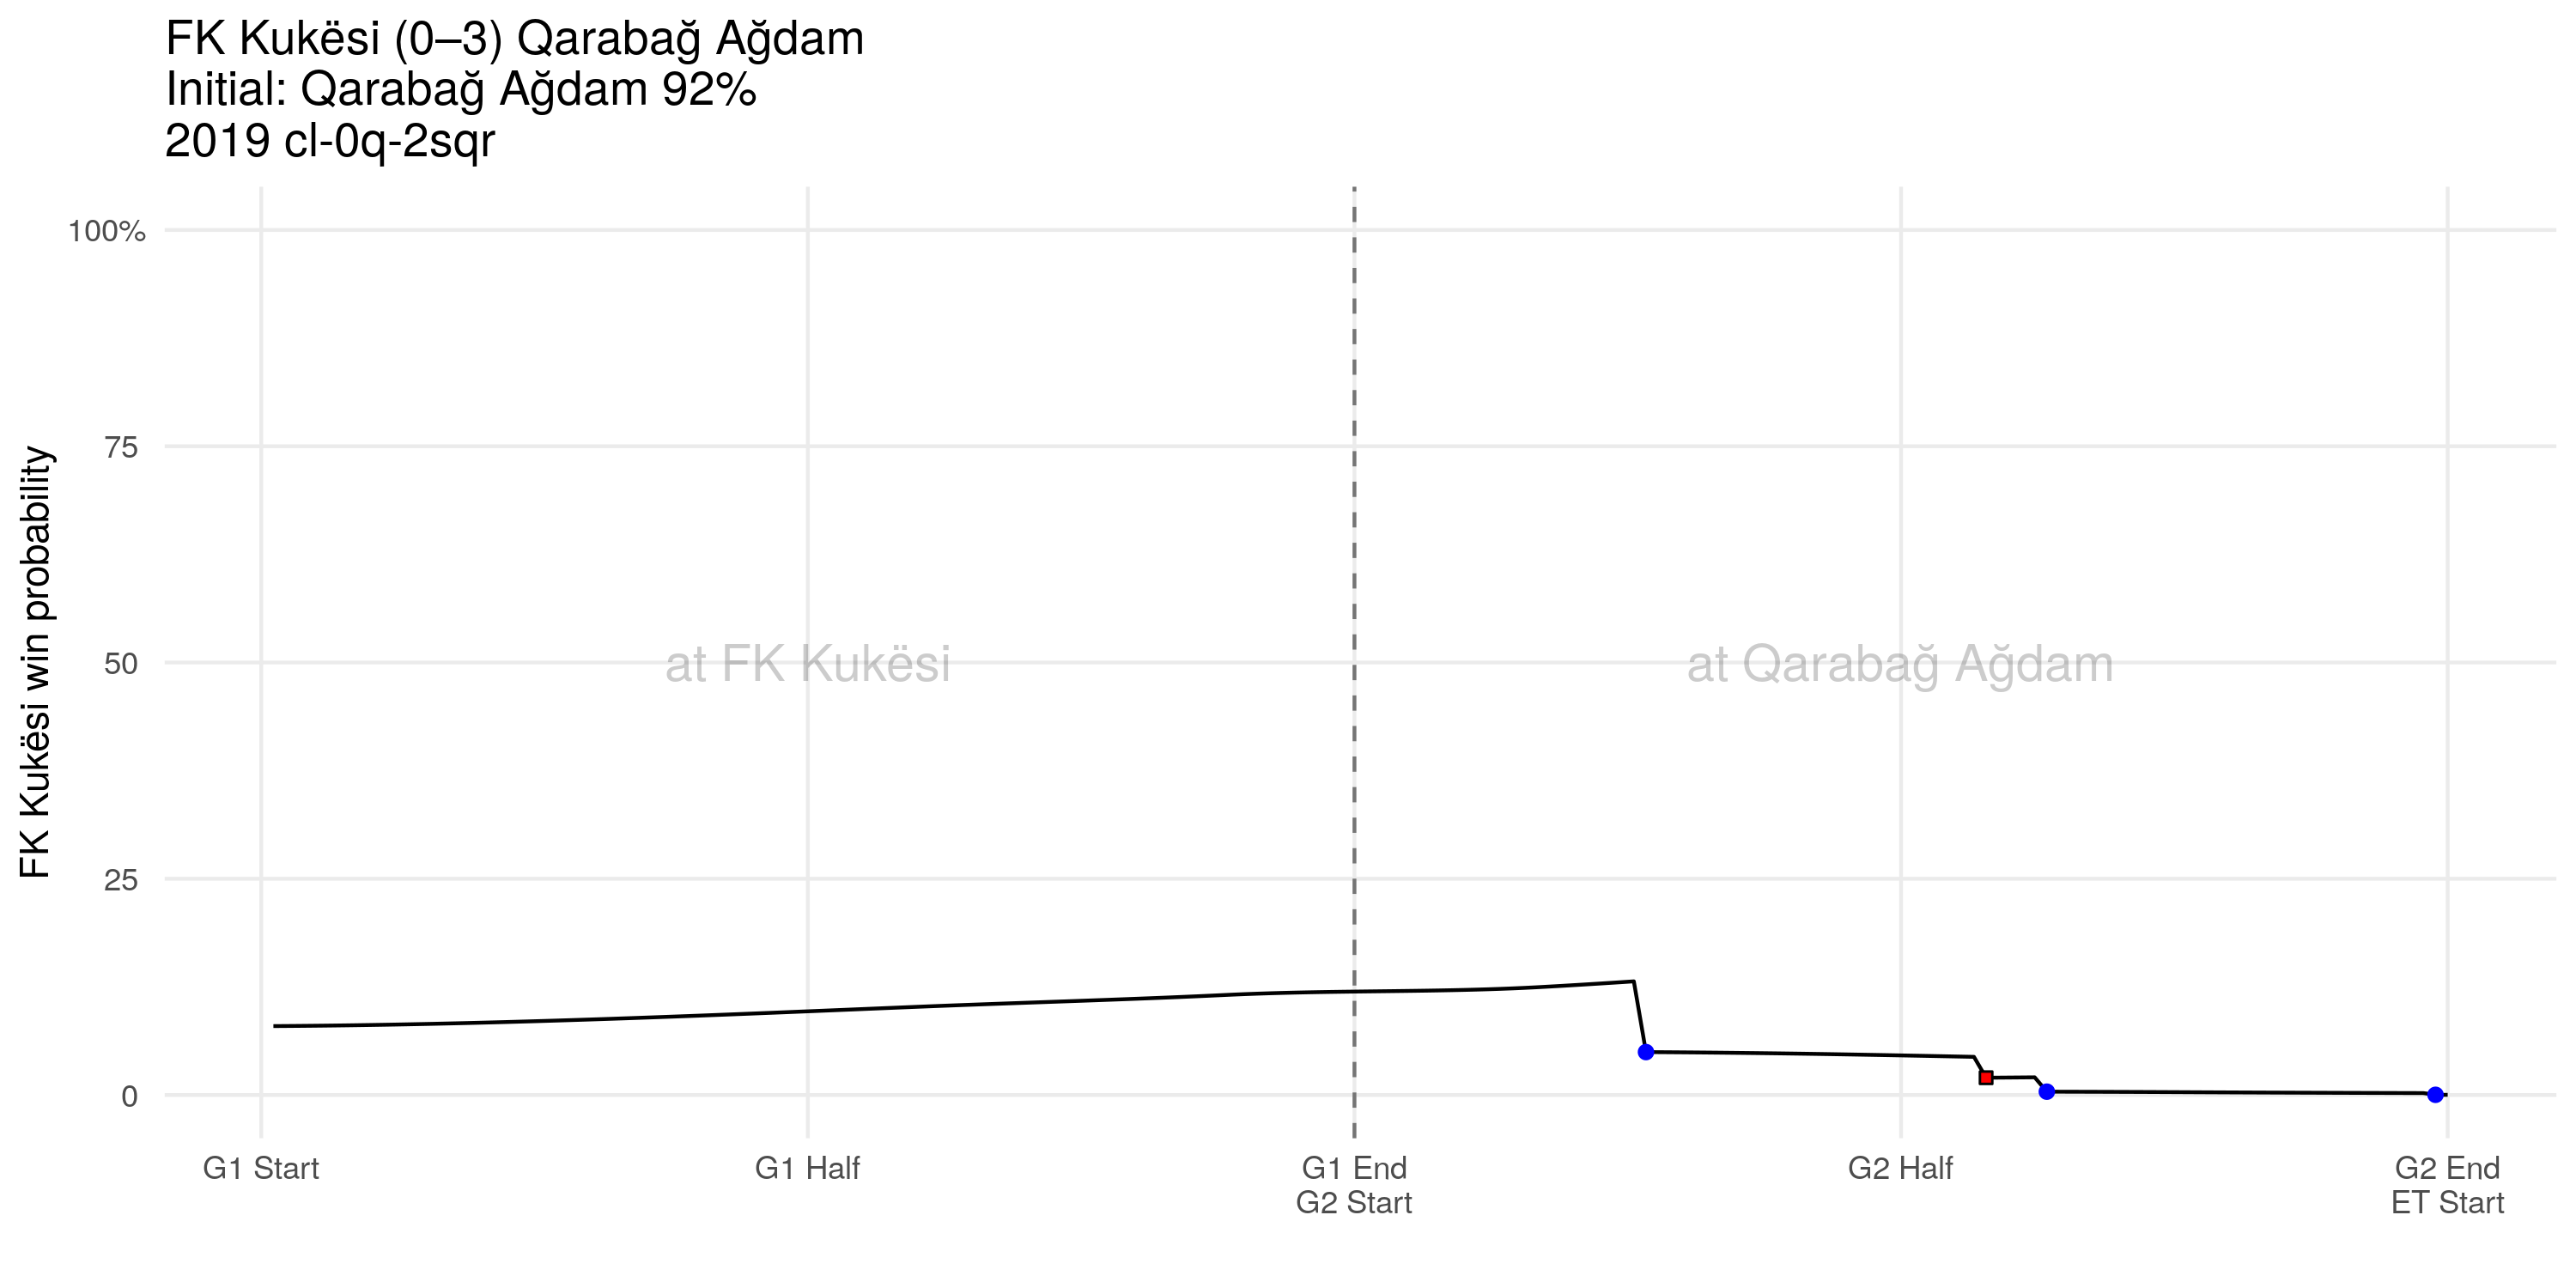 FK Kukësi (0–3) Qarabağ Ağdam
Initial: Qarabağ Ağdam 92%
2019 cl-0q-2sqr
FK Kukësi win probability
100%
75
50
25
0
at FK Kukësi
at Qarabağ Ağdam
G1 Start
G1 Half
G1 End
G2 Start
G2 Half
G2 End
ET Start